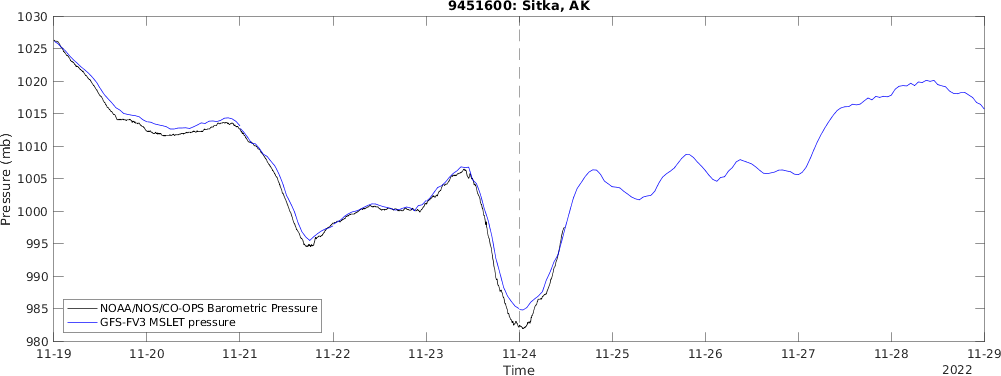 9451600: Sitka, AK
1030
1025
1020
1015
1010
1005
1000
995
990
985
980
Pressure (mb)
NOAA/NOS/CO-OPS Barometric Pressure
GFS-FV3 MSLET pressure
11-19 11-20 11-21 11-22 11-23 11-24 11-25 11-26 11-27 11-28 11-29
Time
2022